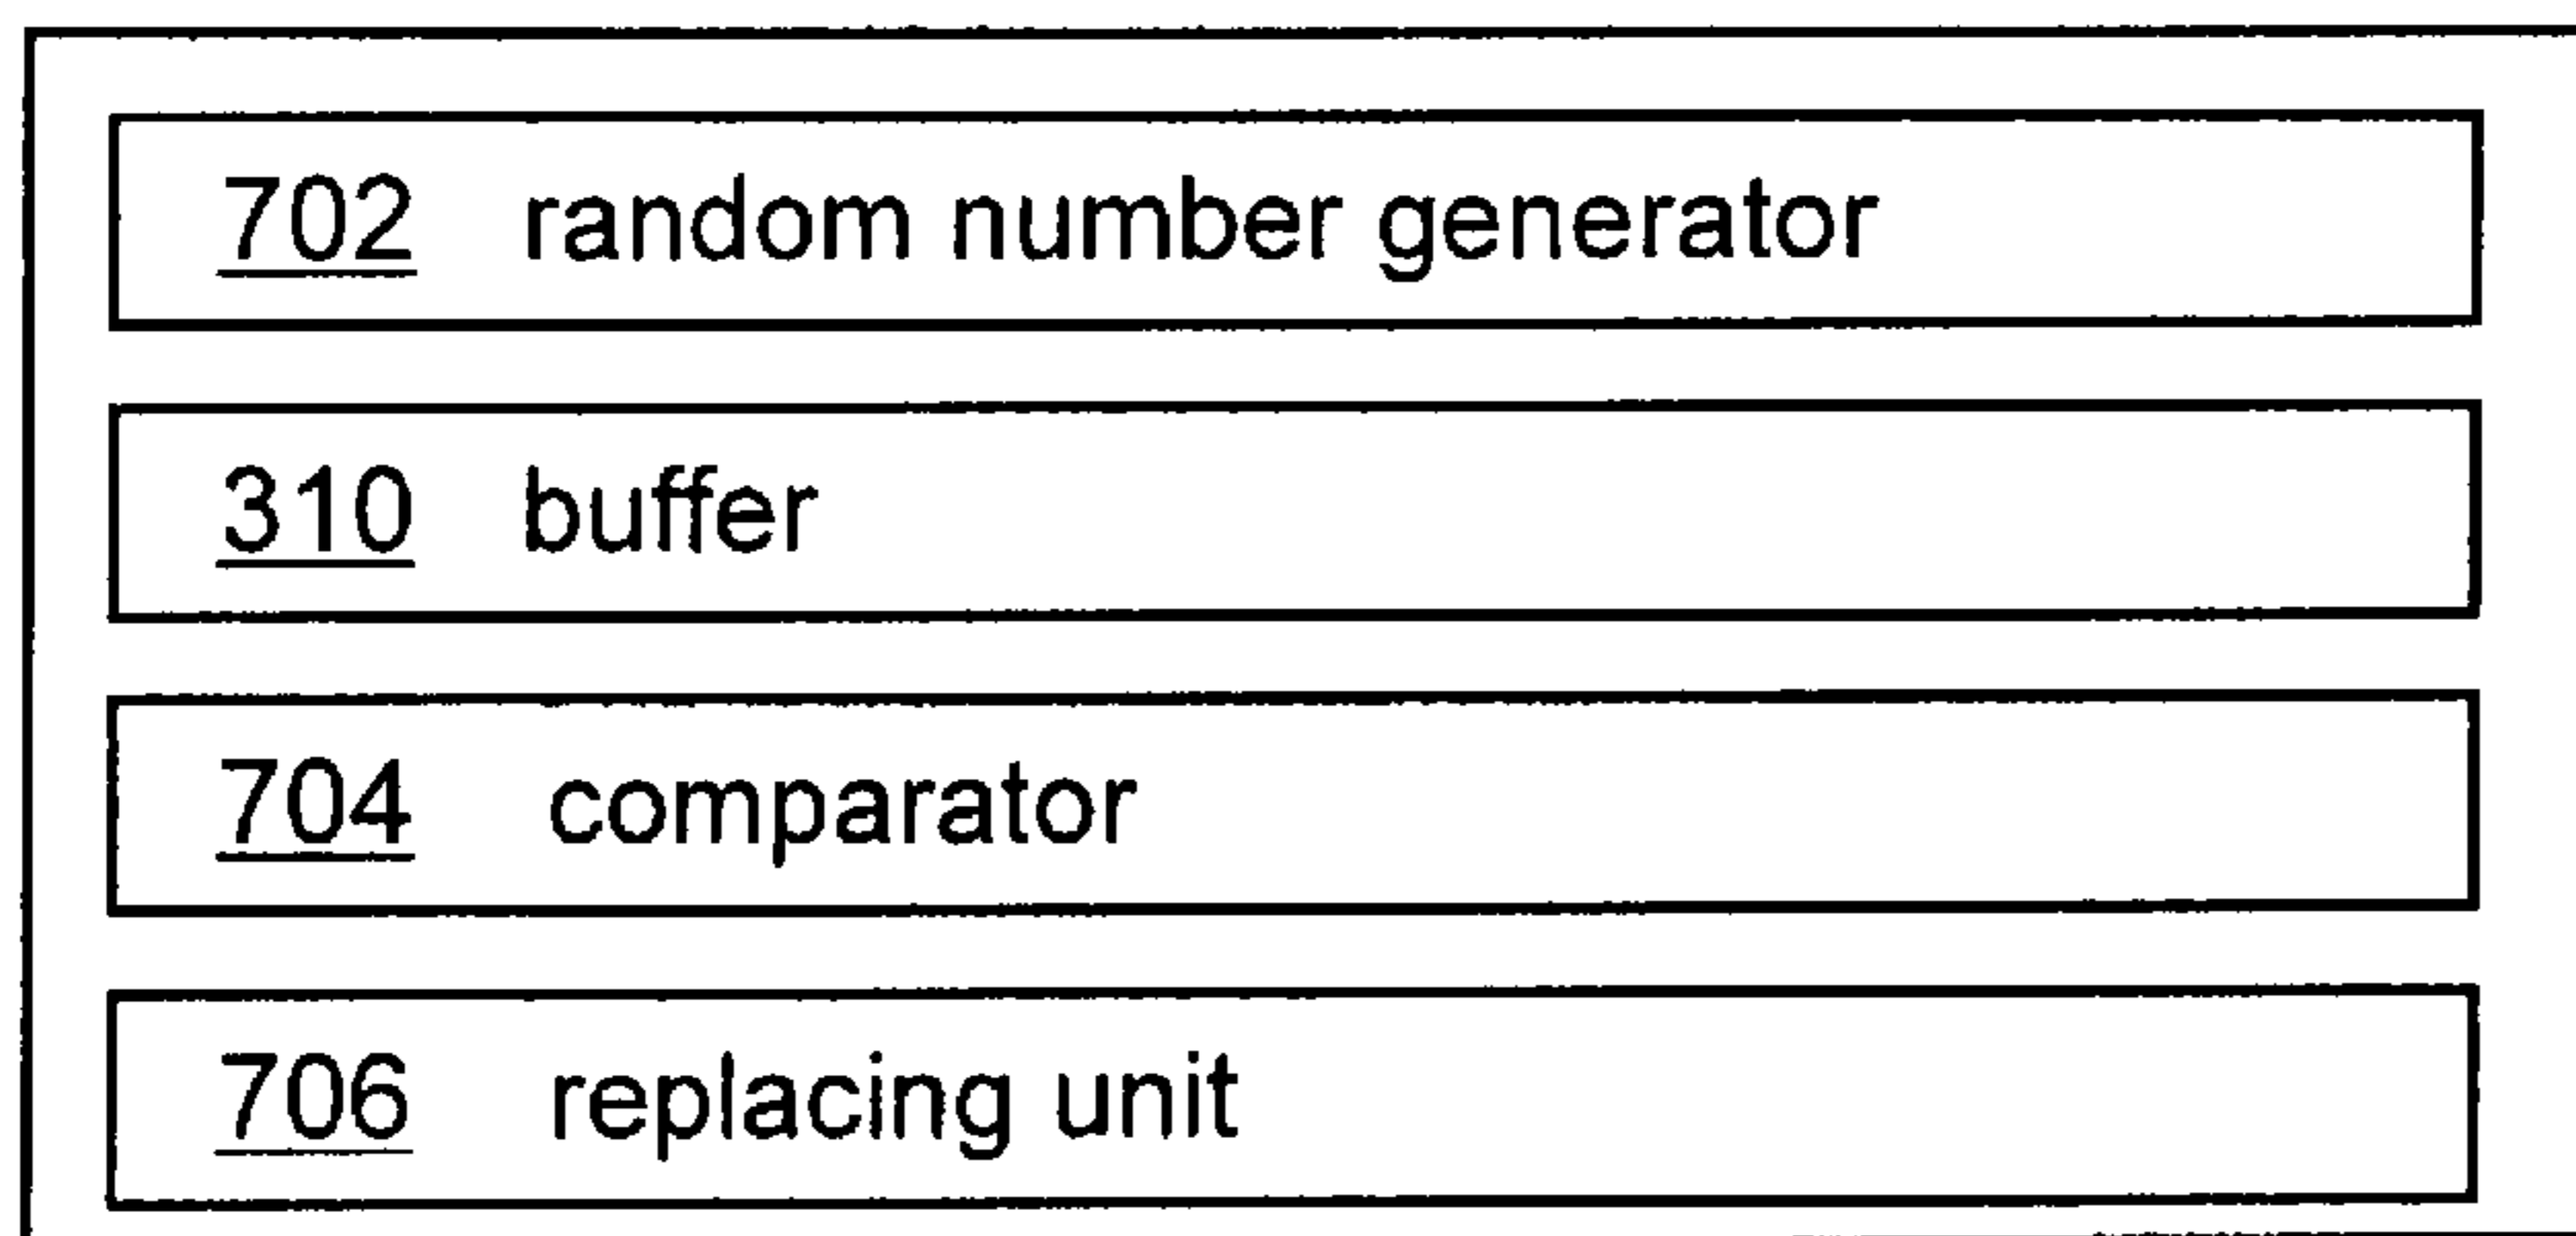 702 random number generator
310 buffer
704 comparator
706 replacing unit